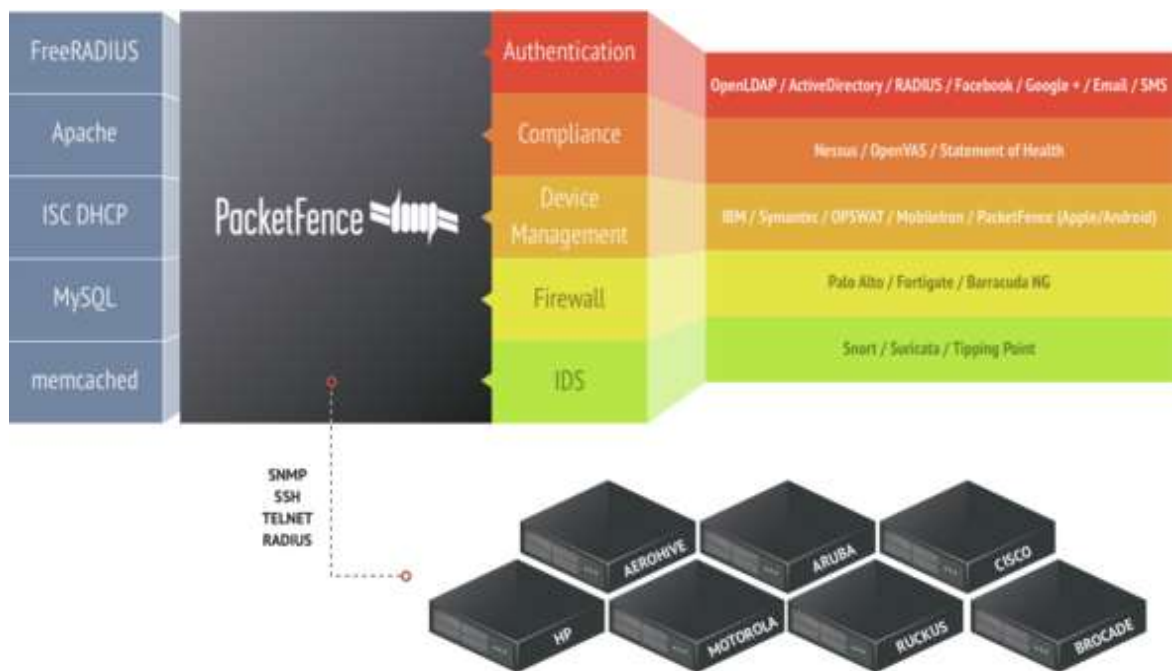 FreeRADIUS
Apache
ISC DHCP
MySQL
memcached
PacketFence
Authentication
Compliance
Device
Management
Firewall
IDS
OpenLDAP / ActiveDirectory / RADIUS / Facebook / Google + / Email / SMS
Nessus / OpenVAS / Statement of Health
IBM / Symantec / OPSWAT / MobileIron / PacketFence (Apple/Android)
Palo Alto / Fortigate / Barracuda NG
Snort / Suricata / Tipping Point
SNMP
SSH
TELNET
RADIUS
AEROHIVE
ARUBA
CISCO
HP
MOTOROLA
RUCKUS
BROCADE